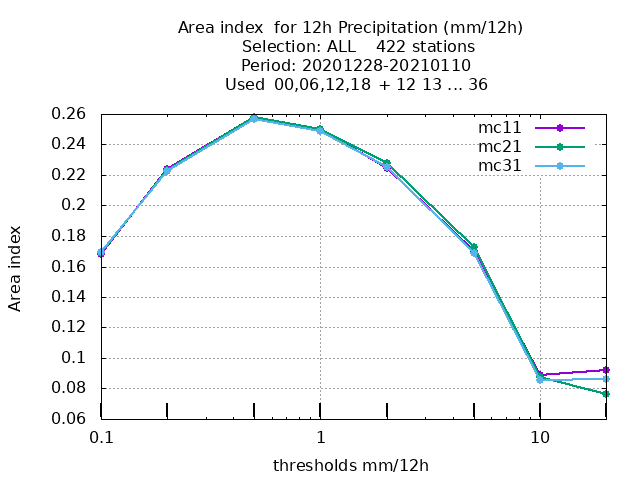 Area index  for 12h Precipitation (mm/12h)
Selection: ALL    422 stations
Period: 20201228-20210110
Used  00,06,12,18  + 12 13 ... 36
mc11
mc21
mc31
Area index
0.26
0.24
0.22
0.2
0.18
0.16
0.14
0.12
0.1
0.08
0.06
0.1 1 10
thresholds mm/12h